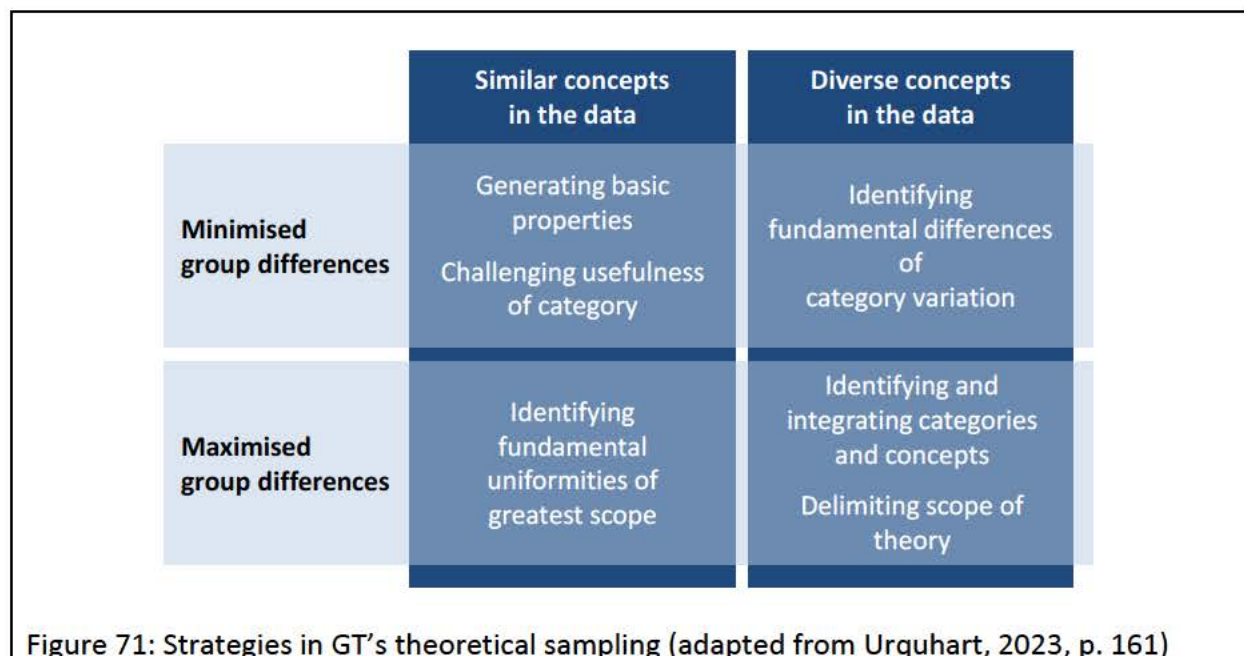 Similar concepts
in the data
Diverse concepts
in the data
Minimised
group differences
Generating basic
properties
Challenging usefulness
of category
Identifying
fundamental differences
of
category variation
Maximised
group differences
Identifying
fundamental
uniformities of
greatest scope
Identifying and
integrating categories
and concepts
Delimiting scope of
theory
Figure 71: Strategies in GT's theoretical sampling (adapted from Urquhart, 2023, p. 161)